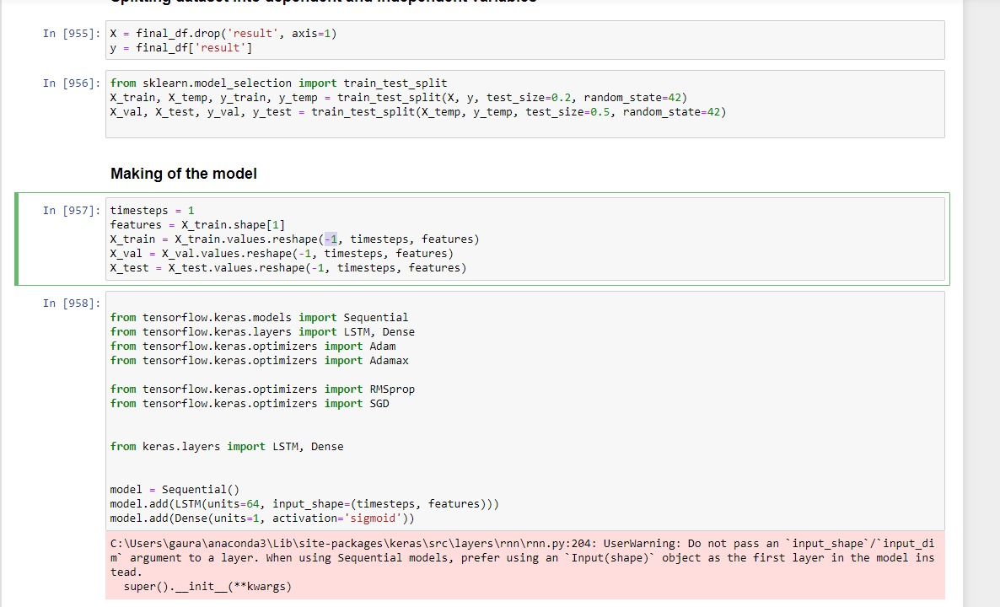 Splitting dataset into dependent and independent variables
In [955]: X = final_df.drop('result', axis=1)
y = final_df['result']
In [956]: from sklearn.model_selection import train_test_split
X_train, X_temp, y_train, y_temp = train_test_split(X, y, test_size=0.2, random_state=42)
X_val, X_test, y_val, y_test = train_test_split(X_temp, y_temp, test_size=0.5, random_state=42)
Making of the model
In [957]: timesteps = 1
features = X_train.shape[1]
X_train = X_train.values.reshape(-1, timesteps, features)
X_val = X_val.values.reshape(-1, timesteps, features)
X_test = X_test.values.reshape(-1, timesteps, features)
In [958]:
from tensorflow.keras.models import Sequential
from tensorflow.keras.layers import LSTM, Dense
from tensorflow.keras.optimizers import Adam
from tensorflow.keras.optimizers import Adamax
from tensorflow.keras.optimizers import RMSprop
from tensorflow.keras.optimizers import SGD
from keras.layers import LSTM, Dense
model = Sequential()
model.add(LSTM(units=64, input_shape=(timesteps, features)))
model.add(Dense(units=1, activation='sigmoid'))
C:\Users\gaura\anaconda3\Lib\site-packages\keras\src\layers\rnn\rnn.py:204: UserWarning: Do not pass an `input_shape`/`input_di
m` argument to a layer. When using Sequential models, prefer using an `Input(shape)` object as the first layer in the model ins
tead.
super().__init__(**kwargs)